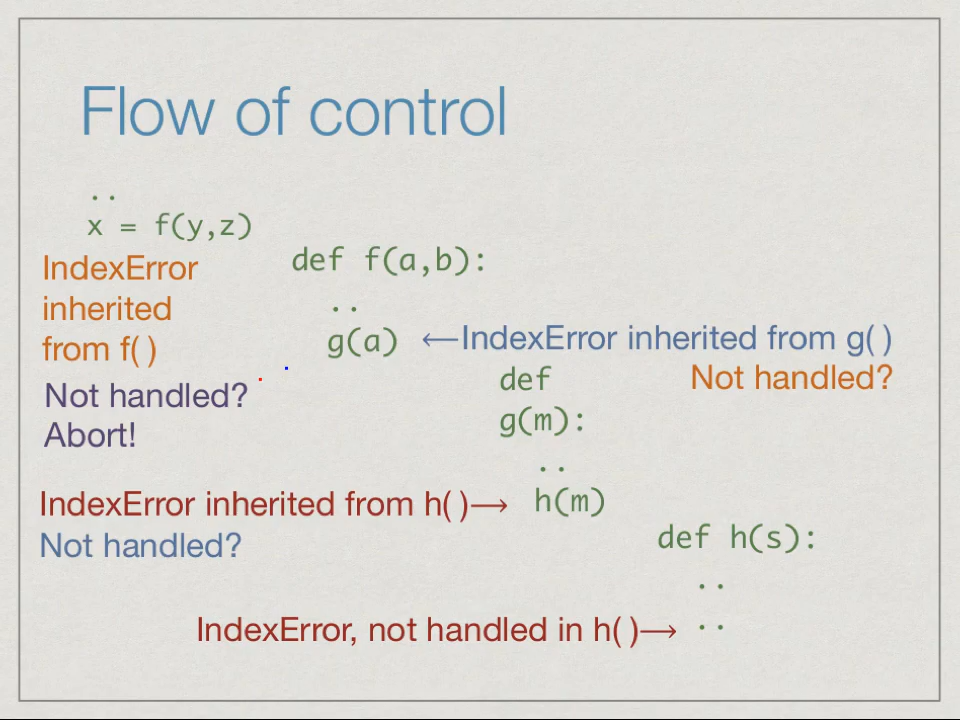 Flow of control
..
x = f(y,z)
IndexError
inherited
from f( )
Not handled?
Abort!
def f(a,b):
..
g(a) ←IndexError inherited from g( )
Not handled?
def
g(m):
..
IndexError inherited from h( )→ h(m)
Not handled?
def h(s):
..
IndexError, not handled in h( )→ ..